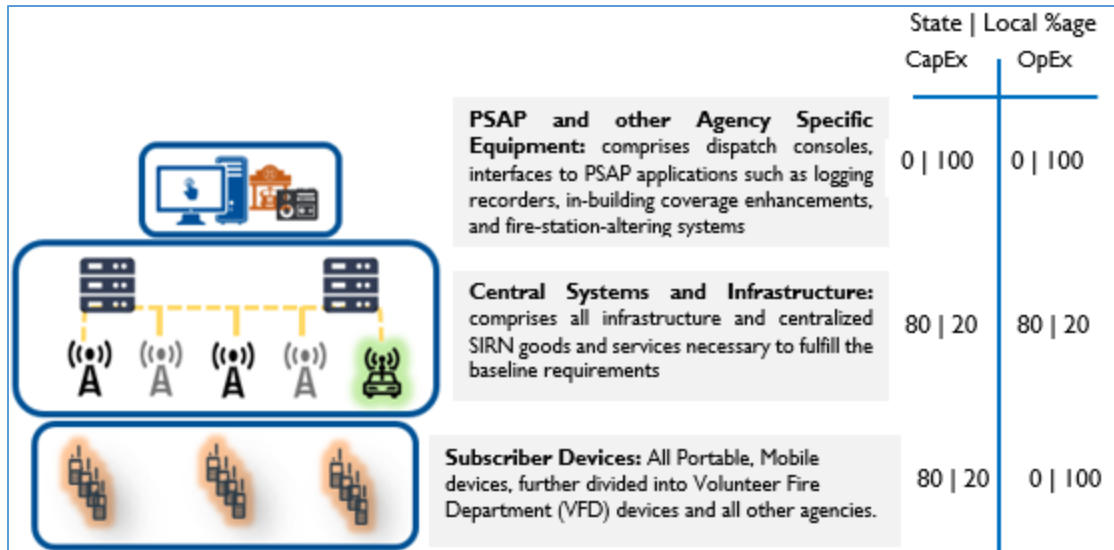 State | Local %age
CapEx OpEx
PSAP and other Agency Specific
Equipment: comprises dispatch consoles,
interfaces to PSAP applications such as logging
recorders, in-building coverage enhancements,
and fire-station-altering systems
0 | 100 0 | 100
Central Systems and Infrastructure:
comprises all infrastructure and centralized
SIRN goods and services necessary to fulfill the
baseline requirements
80 | 20 80 | 20
Subscriber Devices: All Portable, Mobile
devices, further divided into Volunteer Fire
Department (VFD) devices and all other agencies.
80 | 20 0 | 100